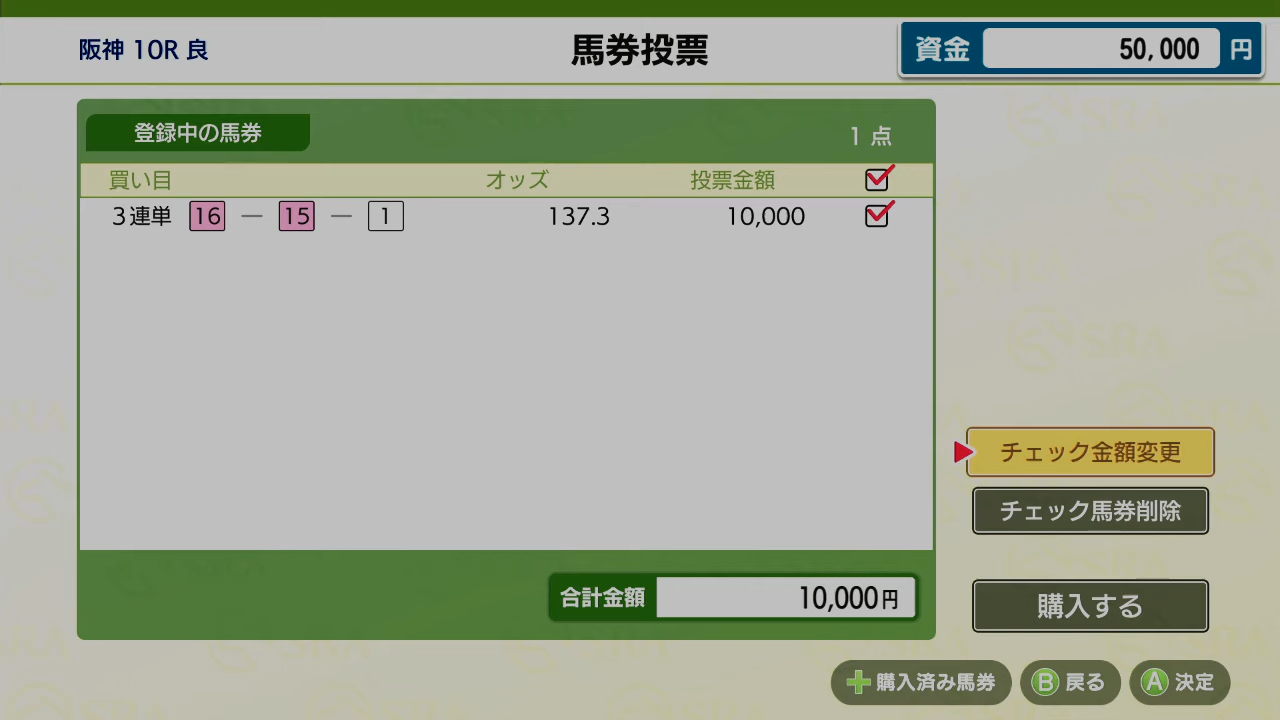 阪神 10R 良
馬券投票
資金 50,000 円
登録中の馬券
1 点
買い目 オッズ 投票金額
3連単 16 — 15 — 1 137.3 10,000
チェック金額変更
チェック馬券削除
合計金額 10,000円
購入する
購入済み馬券 B 戻る A 決定
SRA